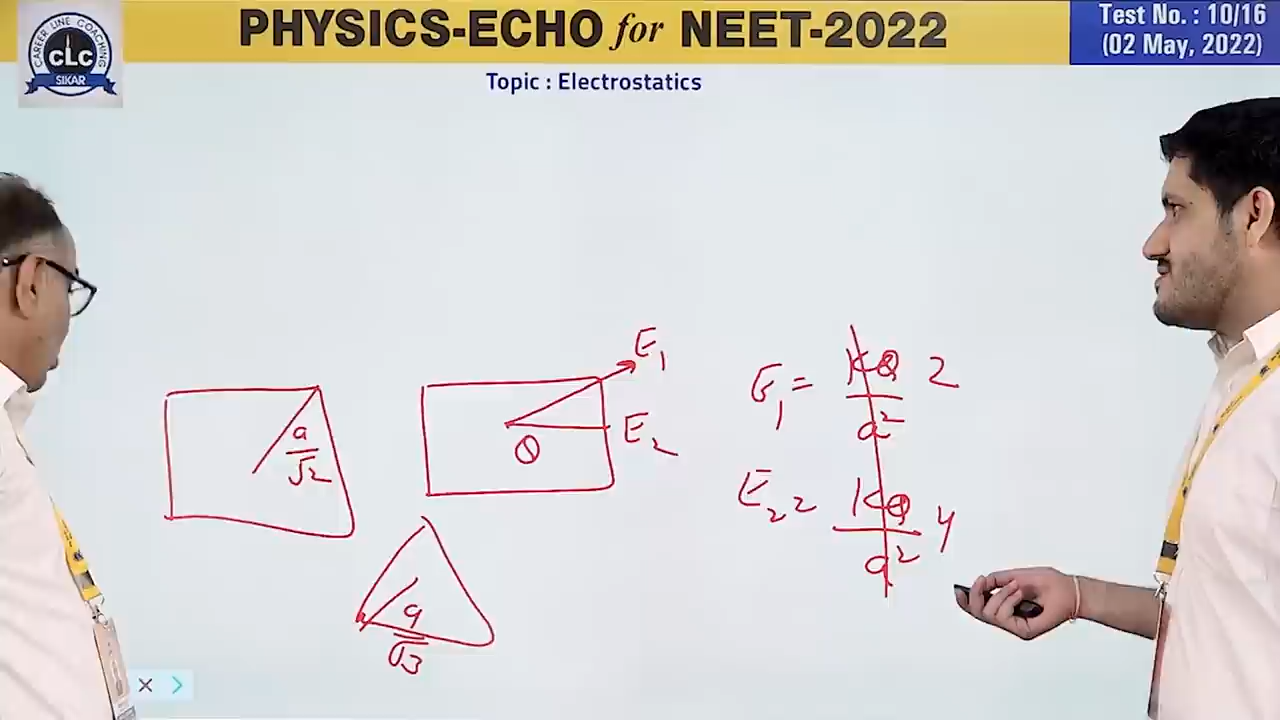 CAREER LINE COACHING
CLC
SIKAR
PHYSICS-ECHO for NEET-2022
Test No. : 10/16
(02 May, 2022)
Topic : Electrostatics
a/√2
E₁
E₂
Q
a/√3
E₁ = KQ/a² 2
E₂ = KQ/a² 4